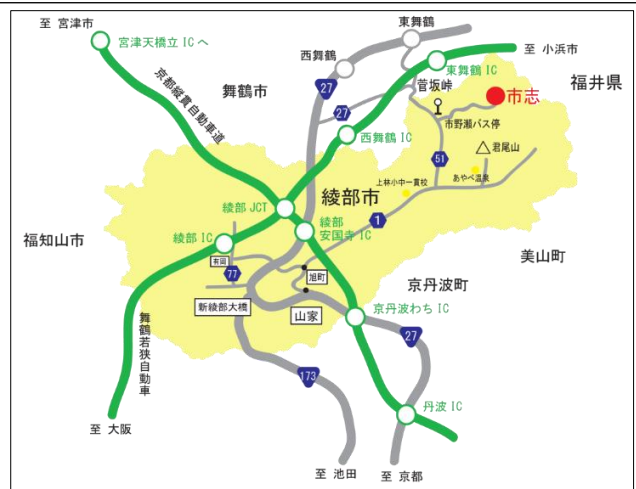 至 宮津市
宮津天橋立 ICへ
東舞鶴
西舞鶴
至 小浜市
東舞鶴 IC
福井県
京都縦貫自動車道
舞鶴市
27
菅坂峠
市志
27
市野瀬バス停
西舞鶴 IC
51
君尾山
あやべ温泉
上林小中一貫校
綾部市
綾部 JCT
1
綾部
安国寺 IC
福知山市
綾部 IC
有岡
77
旭町
美山町
京丹波町
新綾部大橋
山家
京丹波わち IC
舞鶴若狭自動車
27
173
丹波 IC
至 大阪
至 池田
至 京都